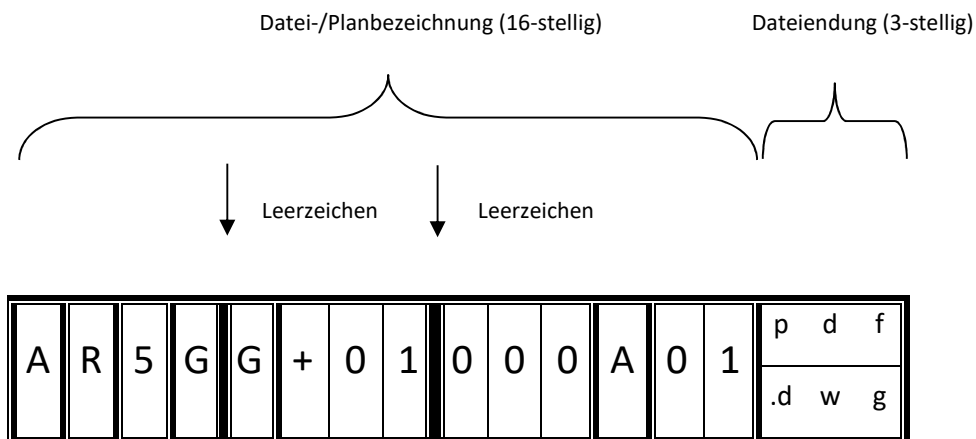 Datei-/Planbezeichnung (16-stellig) Dateiendung (3-stellig)
Leerzeichen Leerzeichen
A R 5 G G + 0 1 0 0 0 A 0 1
p d f
.d w g